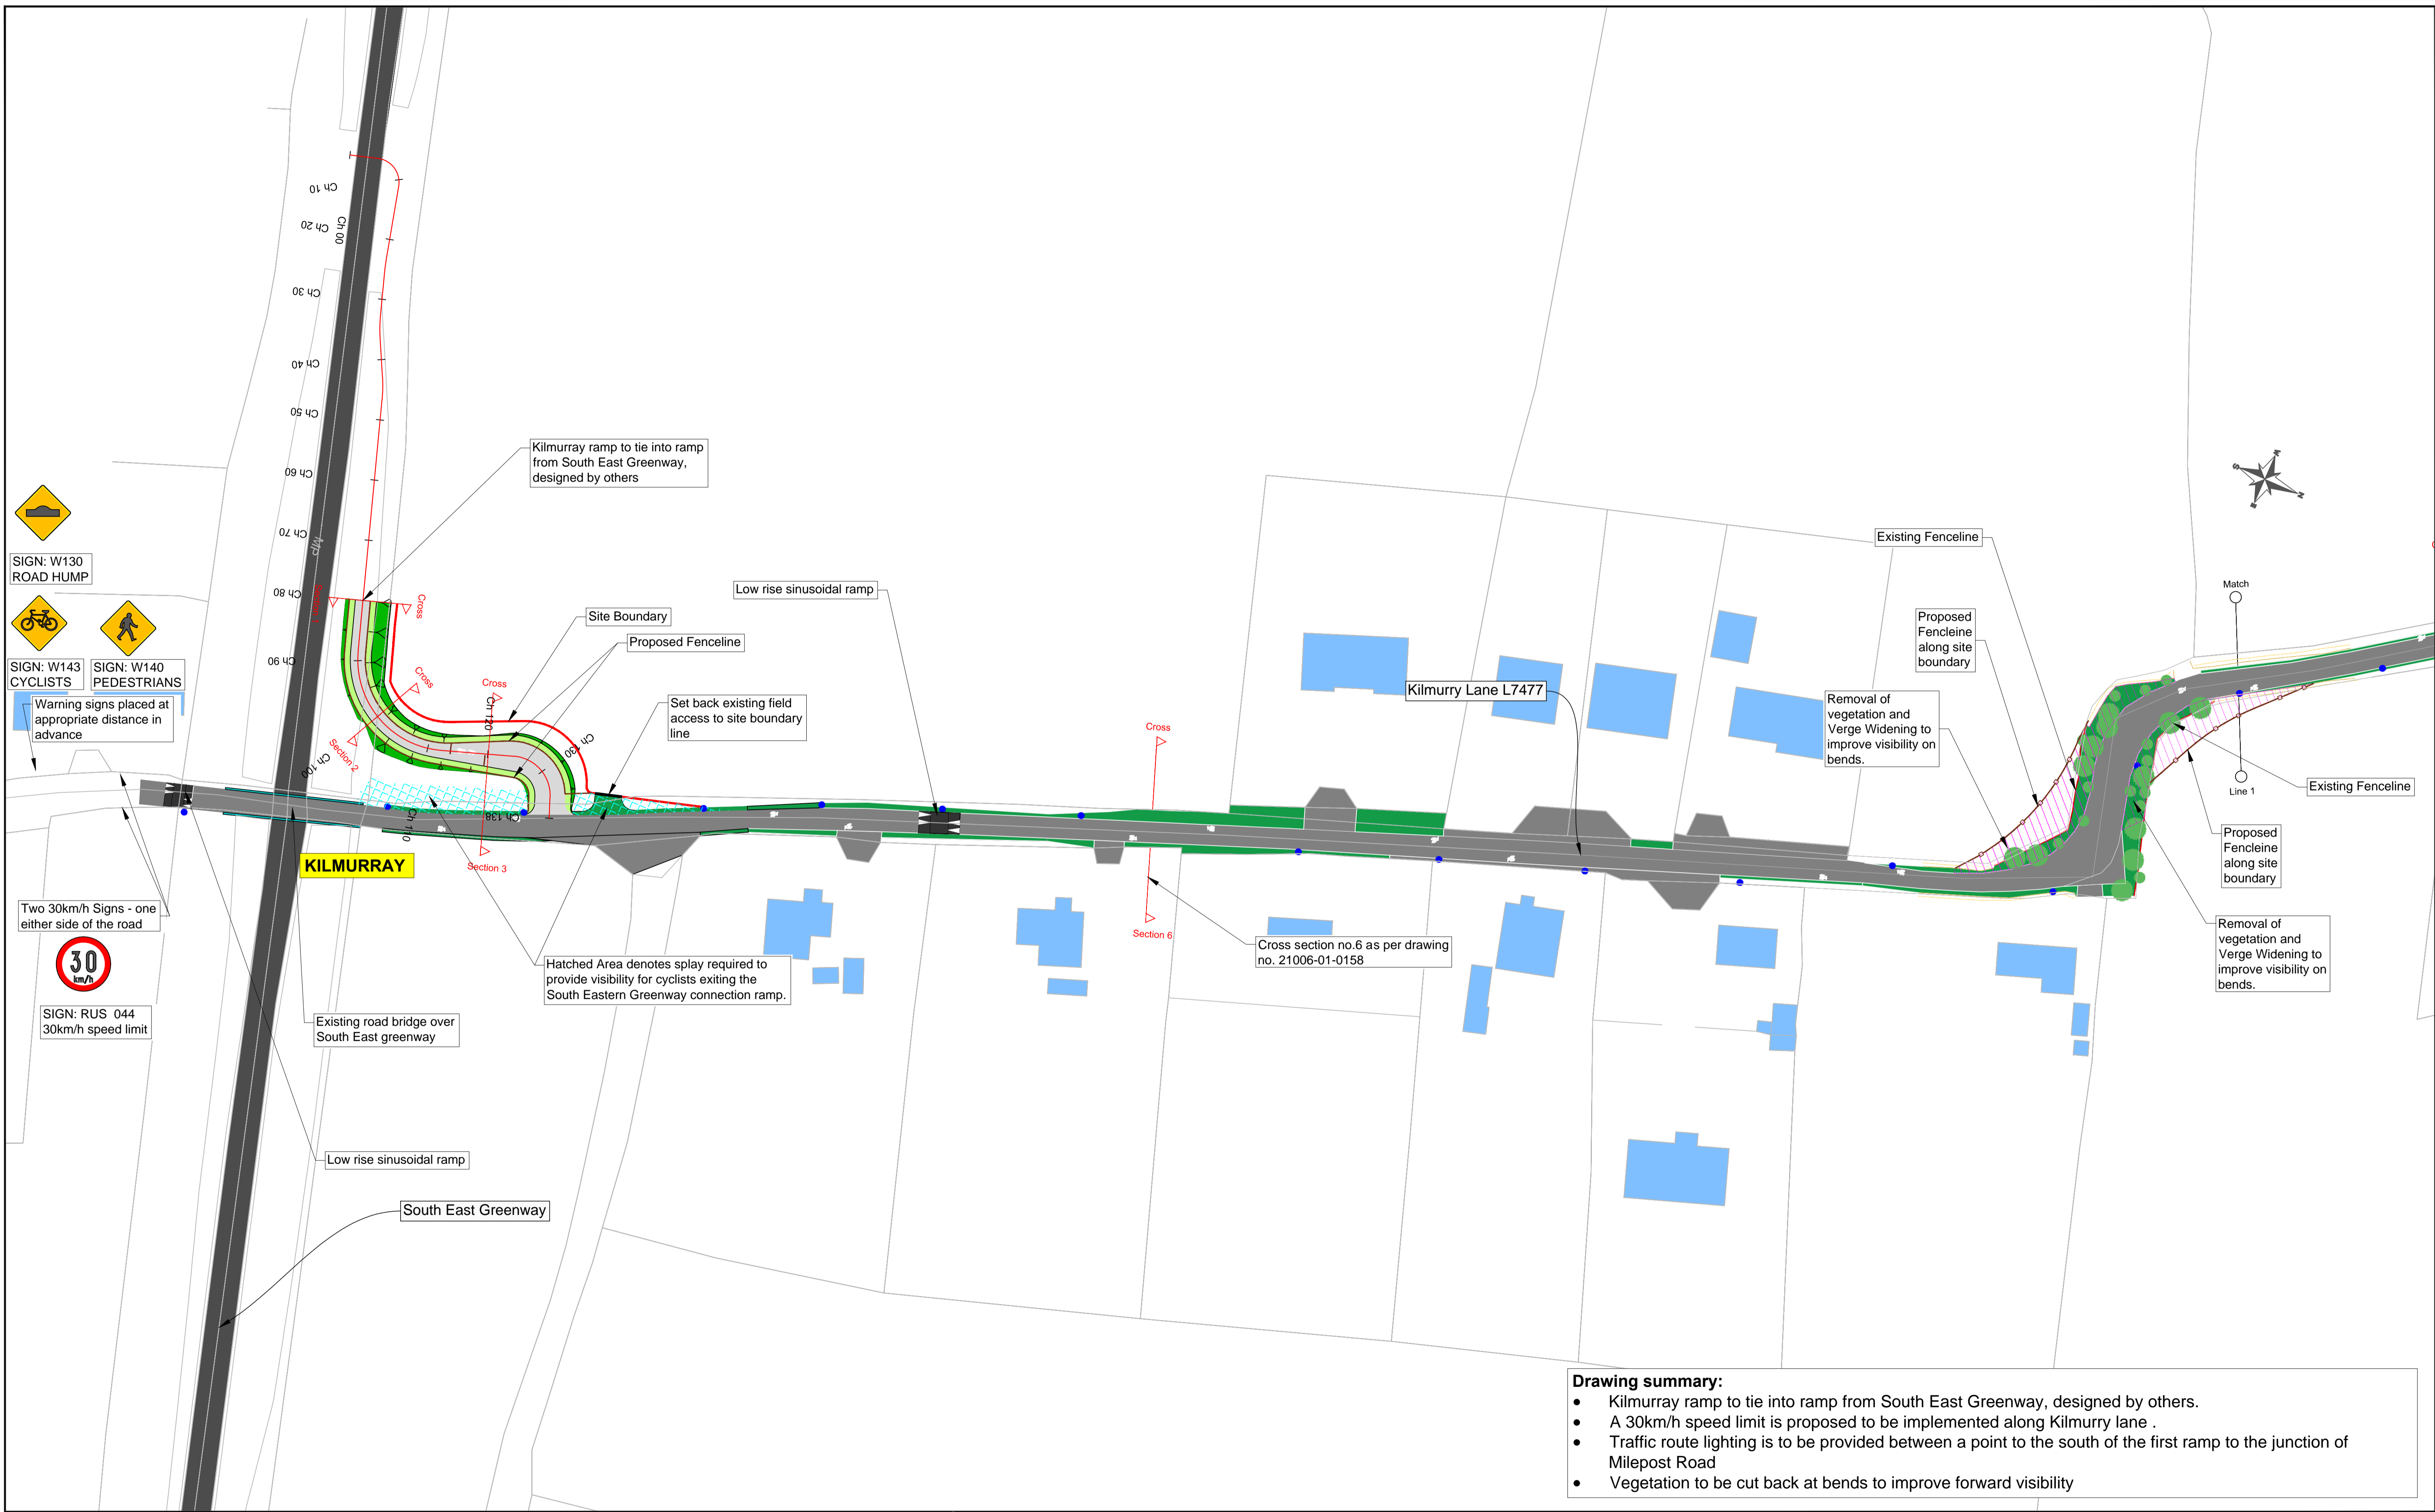 Ch 10
Ch 20
Ch 00
Ch 30
Ch 40
Ch 50
Ch 60
Ch 70
MP
Ch 80
Ch 90
Ch 100
Ch 110
Ch 120
Ch 130
Ch 138
Kilmurray ramp to tie into ramp
from South East Greenway,
designed by others
SIGN: W130
ROAD HUMP
SIGN: W143
CYCLISTS
SIGN: W140
PEDESTRIANS
Warning signs placed at
appropriate distance in
advance
Cross
Cross
Section 2
Cross
Section 3
Site Boundary
Proposed Fenceline
Set back existing field
access to site boundary
line
Low rise sinusoidal ramp
KILMURRAY
Two 30km/h Signs - one
either side of the road
30
km/h
SIGN: RUS 044
30km/h speed limit
Hatched Area denotes splay required to
provide visibility for cyclists exiting the
South Eastern Greenway connection ramp.
Existing road bridge over
South East greenway
Low rise sinusoidal ramp
South East Greenway
Cross
Section 6
Cross section no.6 as per drawing
no. 21006-01-0158
Kilmurry Lane L7477
Existing Fenceline
Proposed
Fencleine
along site
boundary
Removal of
vegetation and
Verge Widening to
improve visibility on
bends.
S
W
E
N
Match
Line 1
Existing Fenceline
Proposed
Fencleine
along site
boundary
Removal of
vegetation and
Verge Widening to
improve visibility on
bends.
Drawing summary:
• Kilmurray ramp to tie into ramp from South East Greenway, designed by others.
• A 30km/h speed limit is proposed to be implemented along Kilmurry lane .
• Traffic route lighting is to be provided between a point to the south of the first ramp to the junction of
Milepost Road
• Vegetation to be cut back at bends to improve forward visibility